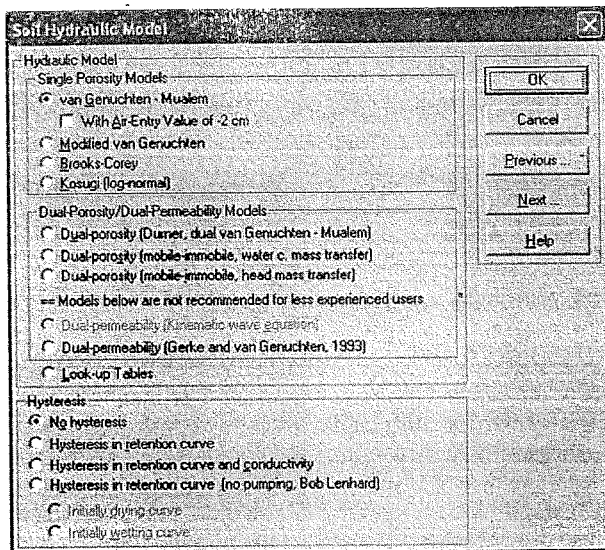 Soil Hydraulic Model
Hydraulic Model
Single Porosity Models
van Genuchten - Mualem
With Air-Entry Value of -2 cm
Modified van Genuchten
Brooks-Corey
Kosugi (log-normal)
Dual-Porosity/Dual-Permeability Models
Dual-porosity (Durner, dual van Genuchten - Mualem)
Dual-porosity (mobile-immobile, water c. mass transfer)
Dual-porosity (mobile-immobile, head mass transfer)
== Models below are not recommended for less experienced users
Dual-permeability (Kinematic wave equation)
Dual-permeability (Gerke and van Genuchten, 1993)
Look-up Tables
Hysteresis
No hysteresis
Hysteresis in retention curve
Hysteresis in retention curve and conductivity
Hysteresis in retention curve (no pumping, Bob Lenhard)
Initially drying curve
Initially wetting curve
OK
Cancel
Previous ...
Next ...
Help